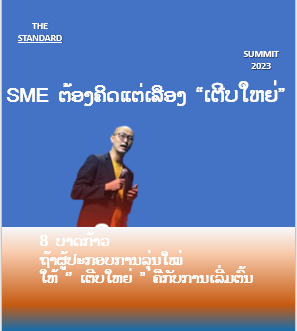 THE
STANDARD
SUMMIT
2023
SME ຕ້ອງຄິດແຕ່ເລື່ອງ “ເຕີບໃຫຍ່”
8 ບາດກ້າວ
ຖ້າຜູ້ປະກອບການລຸ່ນໃໝ່
ໃຫ້ “ ເຕີບໃຫຍ່ ” ຄືກັບການເລີ່ມຕົ້ນ